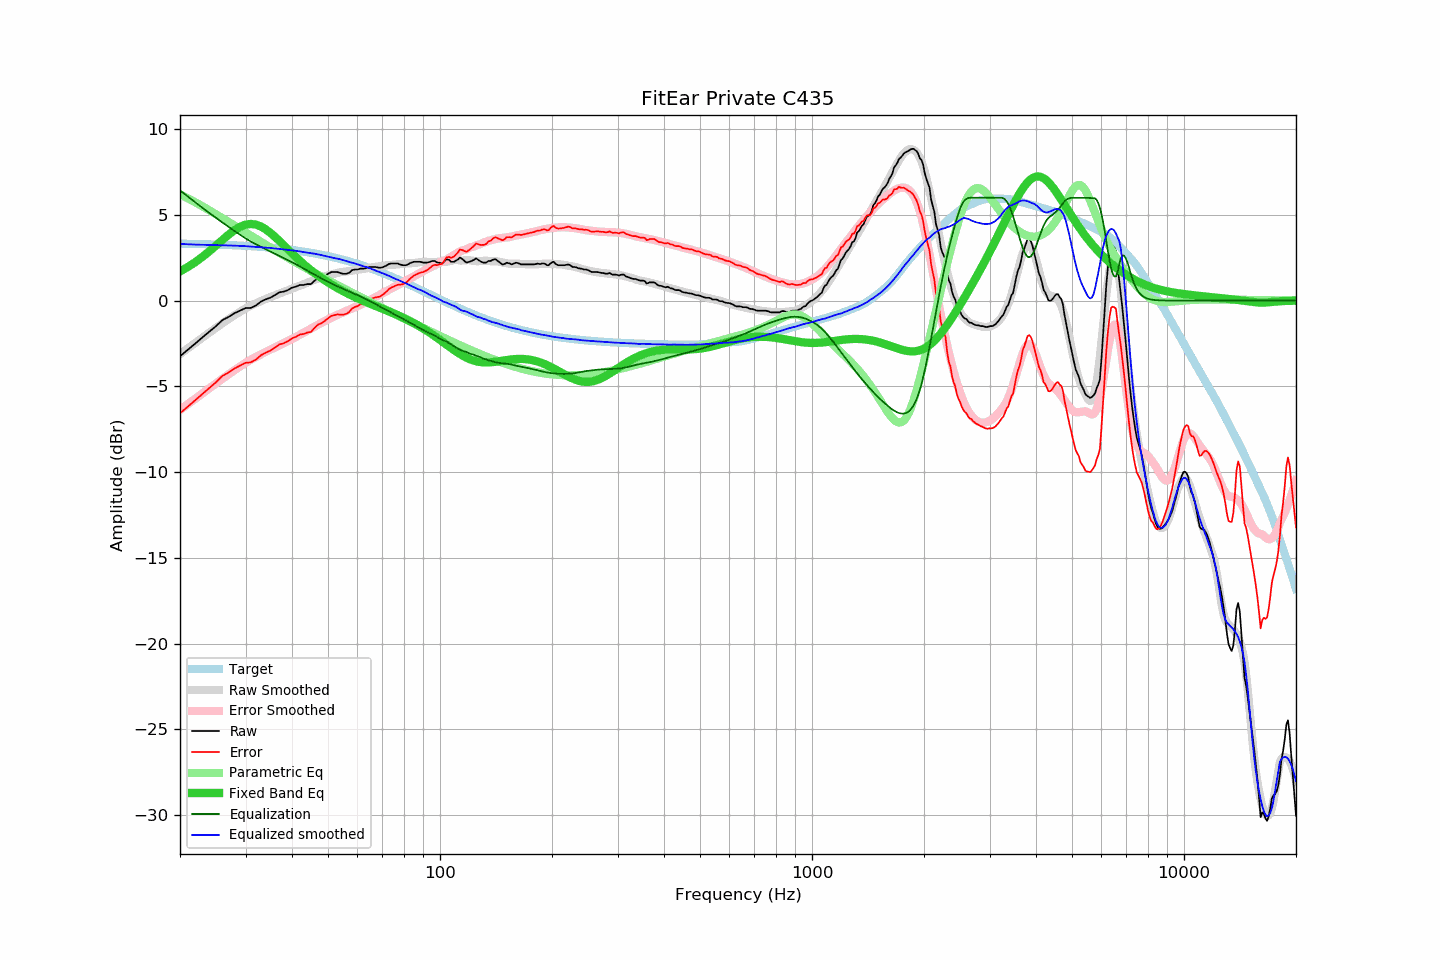 FitEar Private C435
10
5
0
−5
−10
−15
−20
−25
−30
Amplitude (dBr)
Target
Raw Smoothed
Error Smoothed
Raw
Error
Parametric Eq
Fixed Band Eq
Equalization
Equalized smoothed
100
1000
10000
Frequency (Hz)